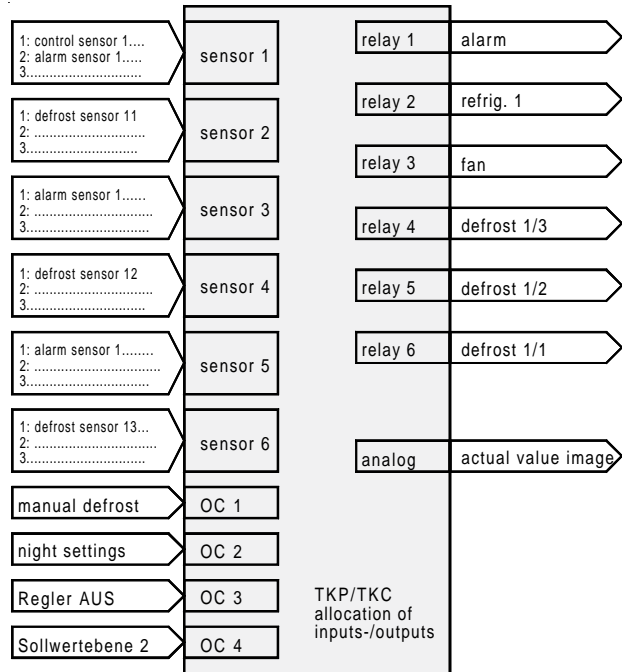 1: control sensor 1....
2: alarm sensor 1.....
3..............................
sensor 1
1: defrost sensor 11
2: .............................
3.............................
sensor 2
1: alarm sensor 1......
2: ...............................
3................................
sensor 3
1: defrost sensor 12
2: ...............................
3................................
sensor 4
1: alarm sensor 1........
2: .................................
3................................
sensor 5
1: defrost sensor 13...
2: ................................
3...............................
sensor 6
manual defrost
OC 1
night settings
OC 2
Regler AUS
OC 3
Sollwertebene 2
OC 4
relay 1
alarm
relay 2
refrig. 1
relay 3
fan
relay 4
defrost 1/3
relay 5
defrost 1/2
relay 6
defrost 1/1
analog
actual value image
TKP/TKC
allocation of
inputs-/outputs